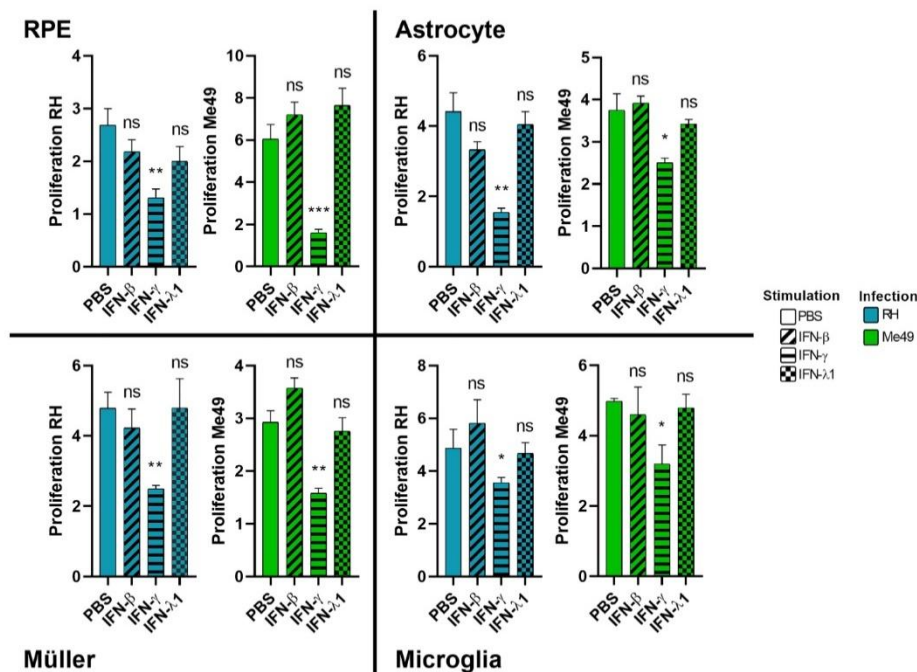 RPE
Proliferation RH
4
3
2
1
0
ns
**
ns
PBS
IFN-β
IFN-γ
IFN-λ1
Proliferation Me49
10
8
6
4
2
0
ns
***
ns
PBS
IFN-β
IFN-γ
IFN-λ1
Astrocyte
Proliferation RH
6
4
2
0
ns
**
ns
PBS
IFN-β
IFN-γ
IFN-λ1
Proliferation Me49
5
4
3
2
1
0
ns
*
ns
PBS
IFN-β
IFN-γ
IFN-λ1
Stimulation
PBS
IFN-β
IFN-γ
IFN-λ1
Infection
RH
Me49
Proliferation RH
6
4
2
0
ns
**
ns
PBS
IFN-β
IFN-γ
IFN-λ1
Proliferation Me49
4
3
2
1
0
ns
**
ns
PBS
IFN-β
IFN-γ
IFN-λ1
Müller
Proliferation RH
8
6
4
2
0
ns
*
ns
PBS
IFN-β
IFN-γ
IFN-λ1
Proliferation Me49
6
4
2
0
ns
*
ns
PBS
IFN-β
IFN-γ
IFN-λ1
Microglia